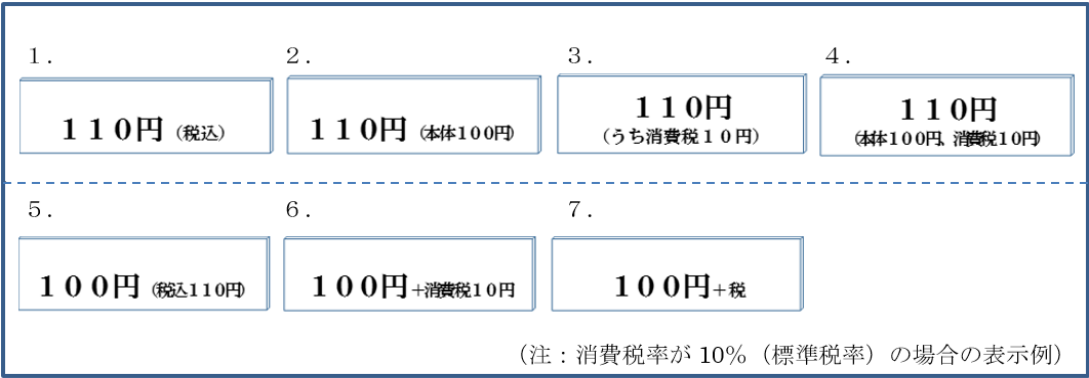 １．
１１０円（税込）
２．
１１０円（本体１００円）
３．
１１０円
（うち消費税１０円）
４．
１１０円
（本体１００円、消費税１０円）
５．
１００円（税込１１０円）
６．
１００円＋消費税１０円
７．
１００円＋税
（注：消費税率が 10%（標準税率）の場合の表示例）